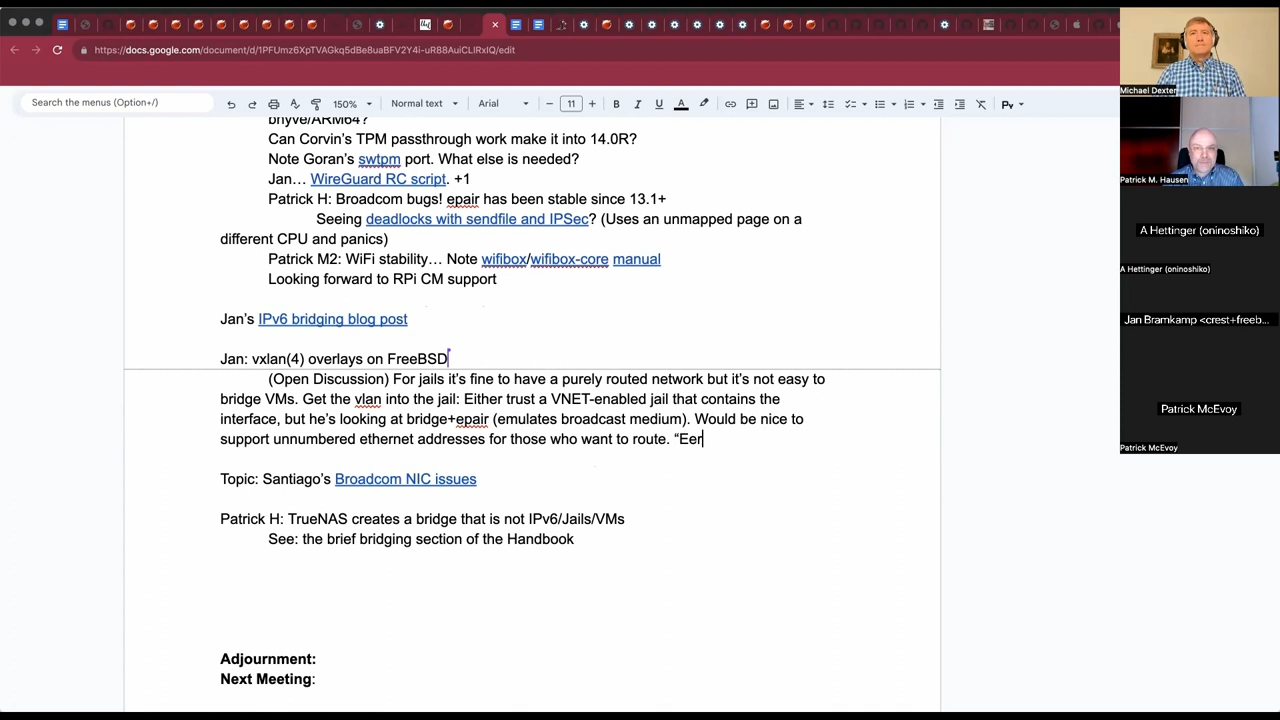 https://docs.google.com/document/d/1PFUmz6XpTVAGkq5dBe8uaBFV2Y4i-uR88AuiCLlRxIQ/edit
Search the menus (Option+/)
150%
Normal text
Arial
11
bhyve/ARM64?
Can Corvin's TPM passthrough work make it into 14.0R?
Note Goran's swtpm port. What else is needed?
Jan… WireGuard RC script. +1
Patrick H: Broadcom bugs! epair has been stable since 13.1+
Seeing deadlocks with sendfile and IPSec? (Uses an unmapped page on a
different CPU and panics)
Patrick M2: WiFi stability… Note wifibox/wifibox-core manual
Looking forward to RPi CM support
Jan's IPv6 bridging blog post
Jan: vxlan(4) overlays on FreeBSD
(Open Discussion) For jails it's fine to have a purely routed network but it's not easy to
bridge VMs. Get the vlan into the jail: Either trust a VNET-enabled jail that contains the
interface, but he's looking at bridge+epair (emulates broadcast medium). Would be nice to
support unnumbered ethernet addresses for those who want to route. “Eer
Topic: Santiago's Broadcom NIC issues
Patrick H: TrueNAS creates a bridge that is not IPv6/Jails/VMs
See: the brief bridging section of the Handbook
Adjournment:
Next Meeting:
Michael Dexter
Patrick M. Hausen
A Hettinger (oninoshiko)
A Hettinger (oninoshiko)
Jan Bramkamp <crest+freeb...
Patrick McEvoy
Patrick McEvoy